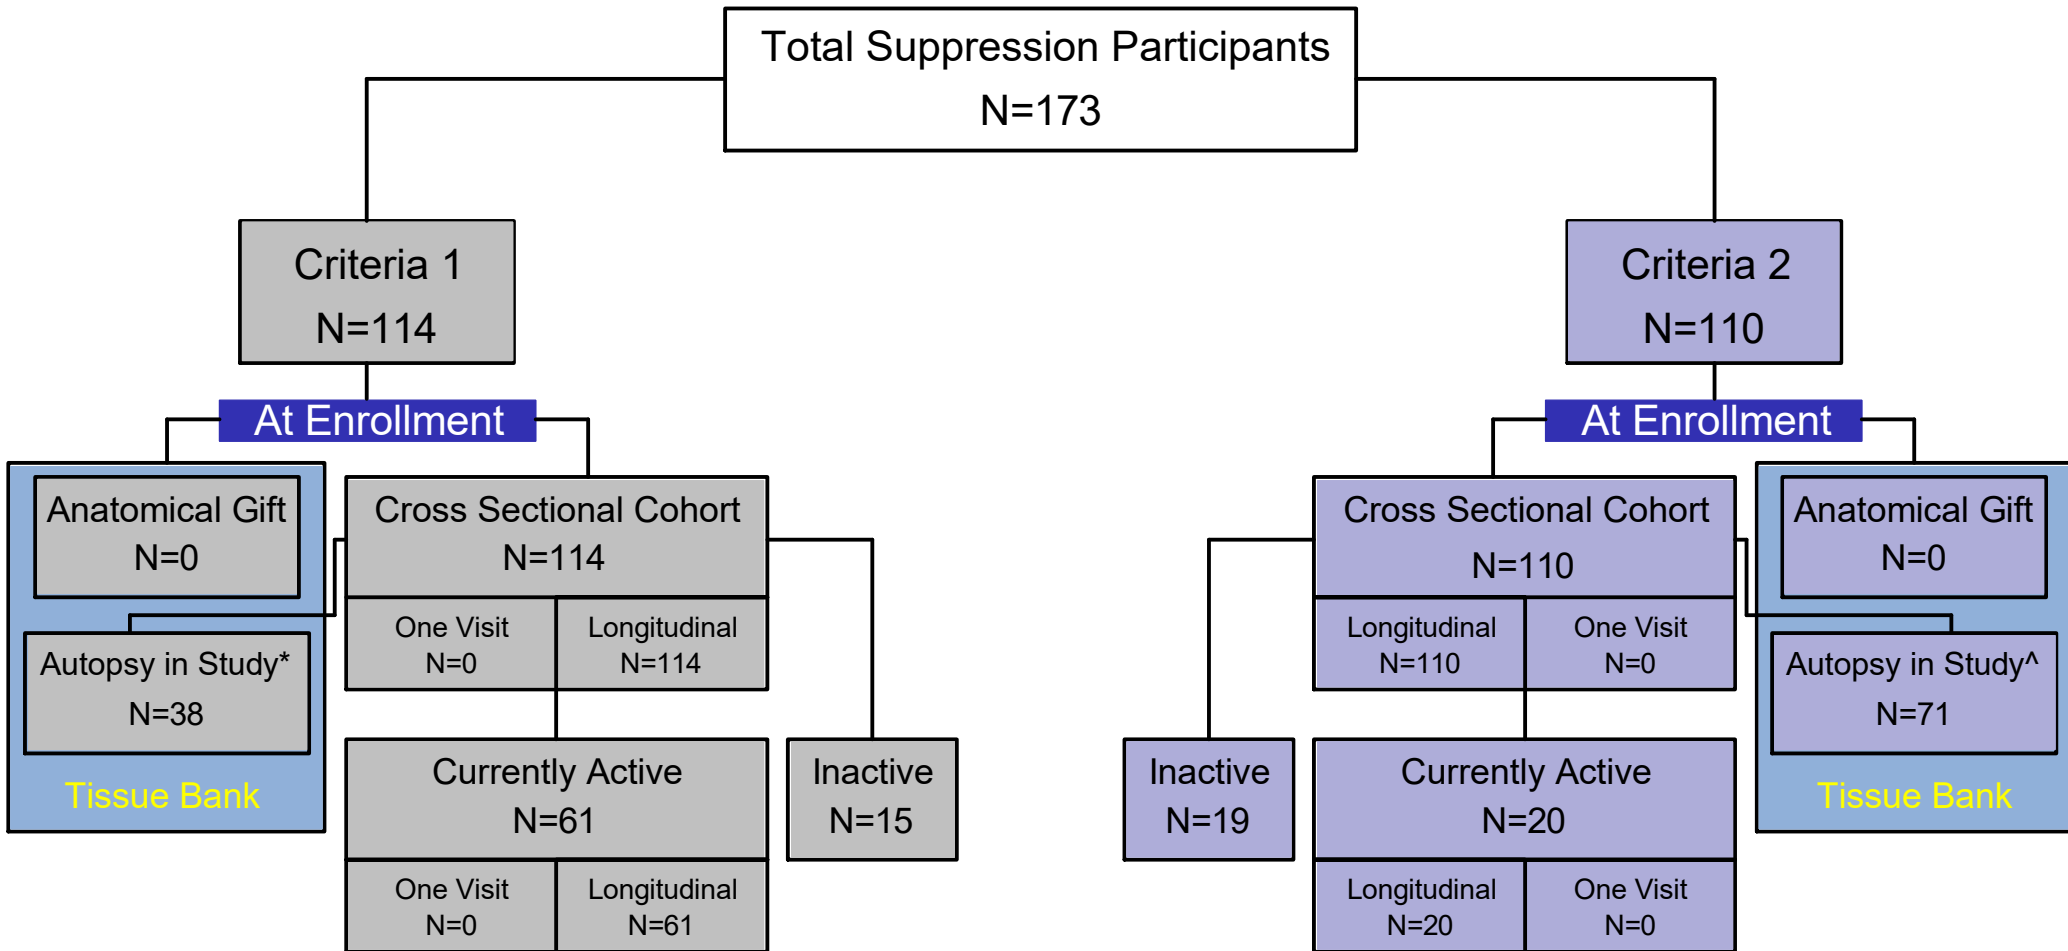 Total Suppression Participants
N=173
Criteria 1
N=114
Criteria 2
N=110
At Enrollment
At Enrollment
Anatomical Gift
N=0
Cross Sectional Cohort
N=114
One Visit
N=0
Longitudinal
N=114
Autopsy in Study*
N=38
Tissue Bank
Currently Active
N=61
One Visit
N=0
Longitudinal
N=61
Inactive
N=15
Cross Sectional Cohort
N=110
Longitudinal
N=110
One Visit
N=0
Anatomical Gift
N=0
Autopsy in Study^
N=71
Tissue Bank
Inactive
N=19
Currently Active
N=20
Longitudinal
N=20
One Visit
N=0